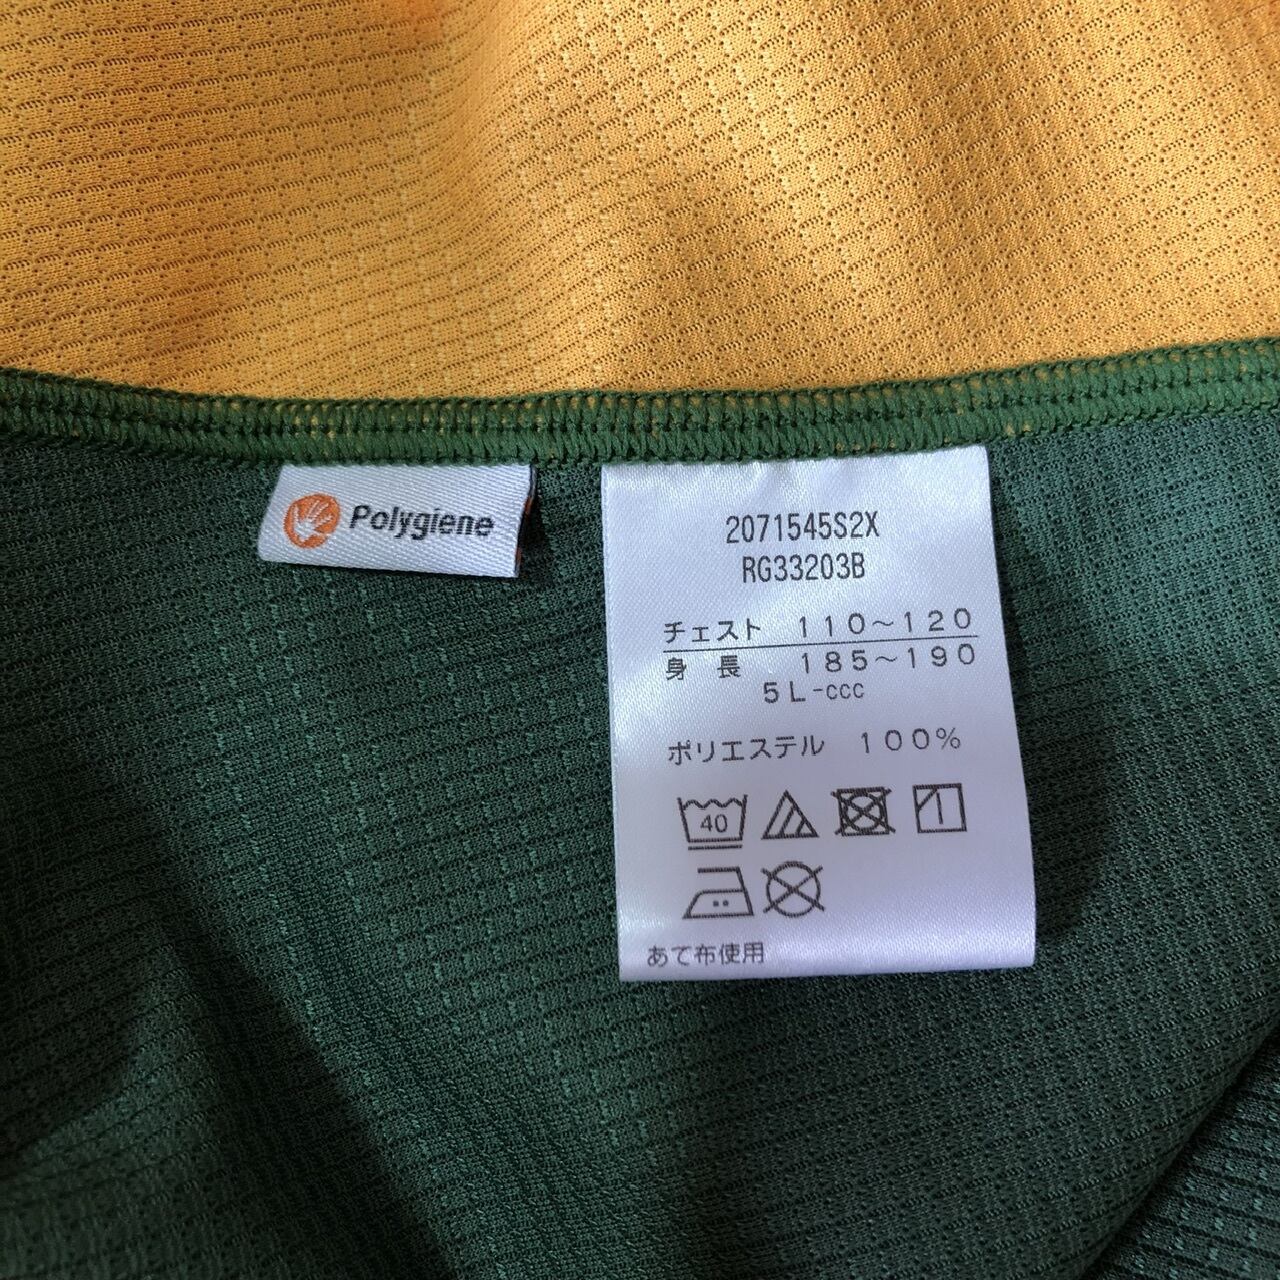 Polygiene
2071545S2X
RG33203B
チェスト　１１０～１２０
身　長　１８５～１９０
５Ｌ-ccc
ポリエステル　１００％
40
あて布使用